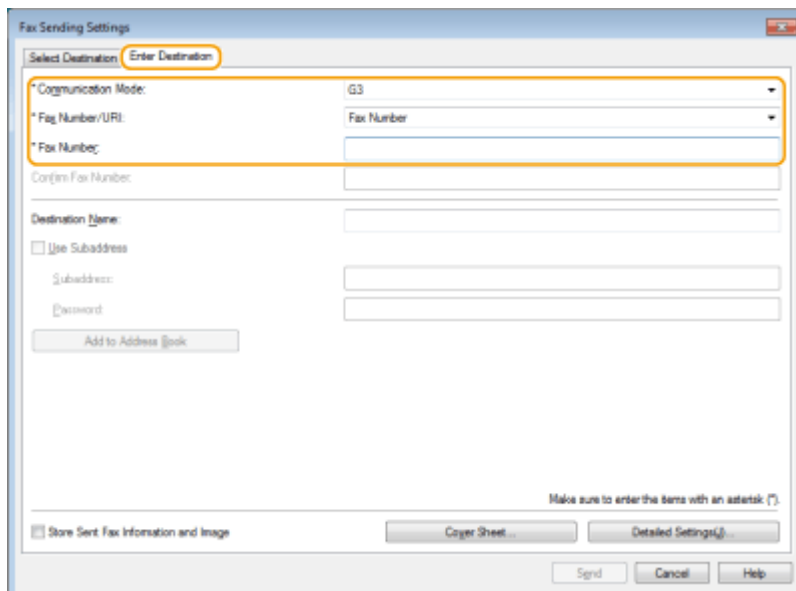 Fax Sending Settings
Select Destination Enter Destination
* Communication Mode: G3
* Fax Number/URI: Fax Number
* Fax Number:
Confirm Fax Number:
Destination Name:
Use Subaddress
Subaddress:
Password:
Add to Address Book
Make sure to enter the items with an asterisk (*).
Store Sent Fax Information and Image Cover Sheet... Detailed Settings(J)...
Send Cancel Help